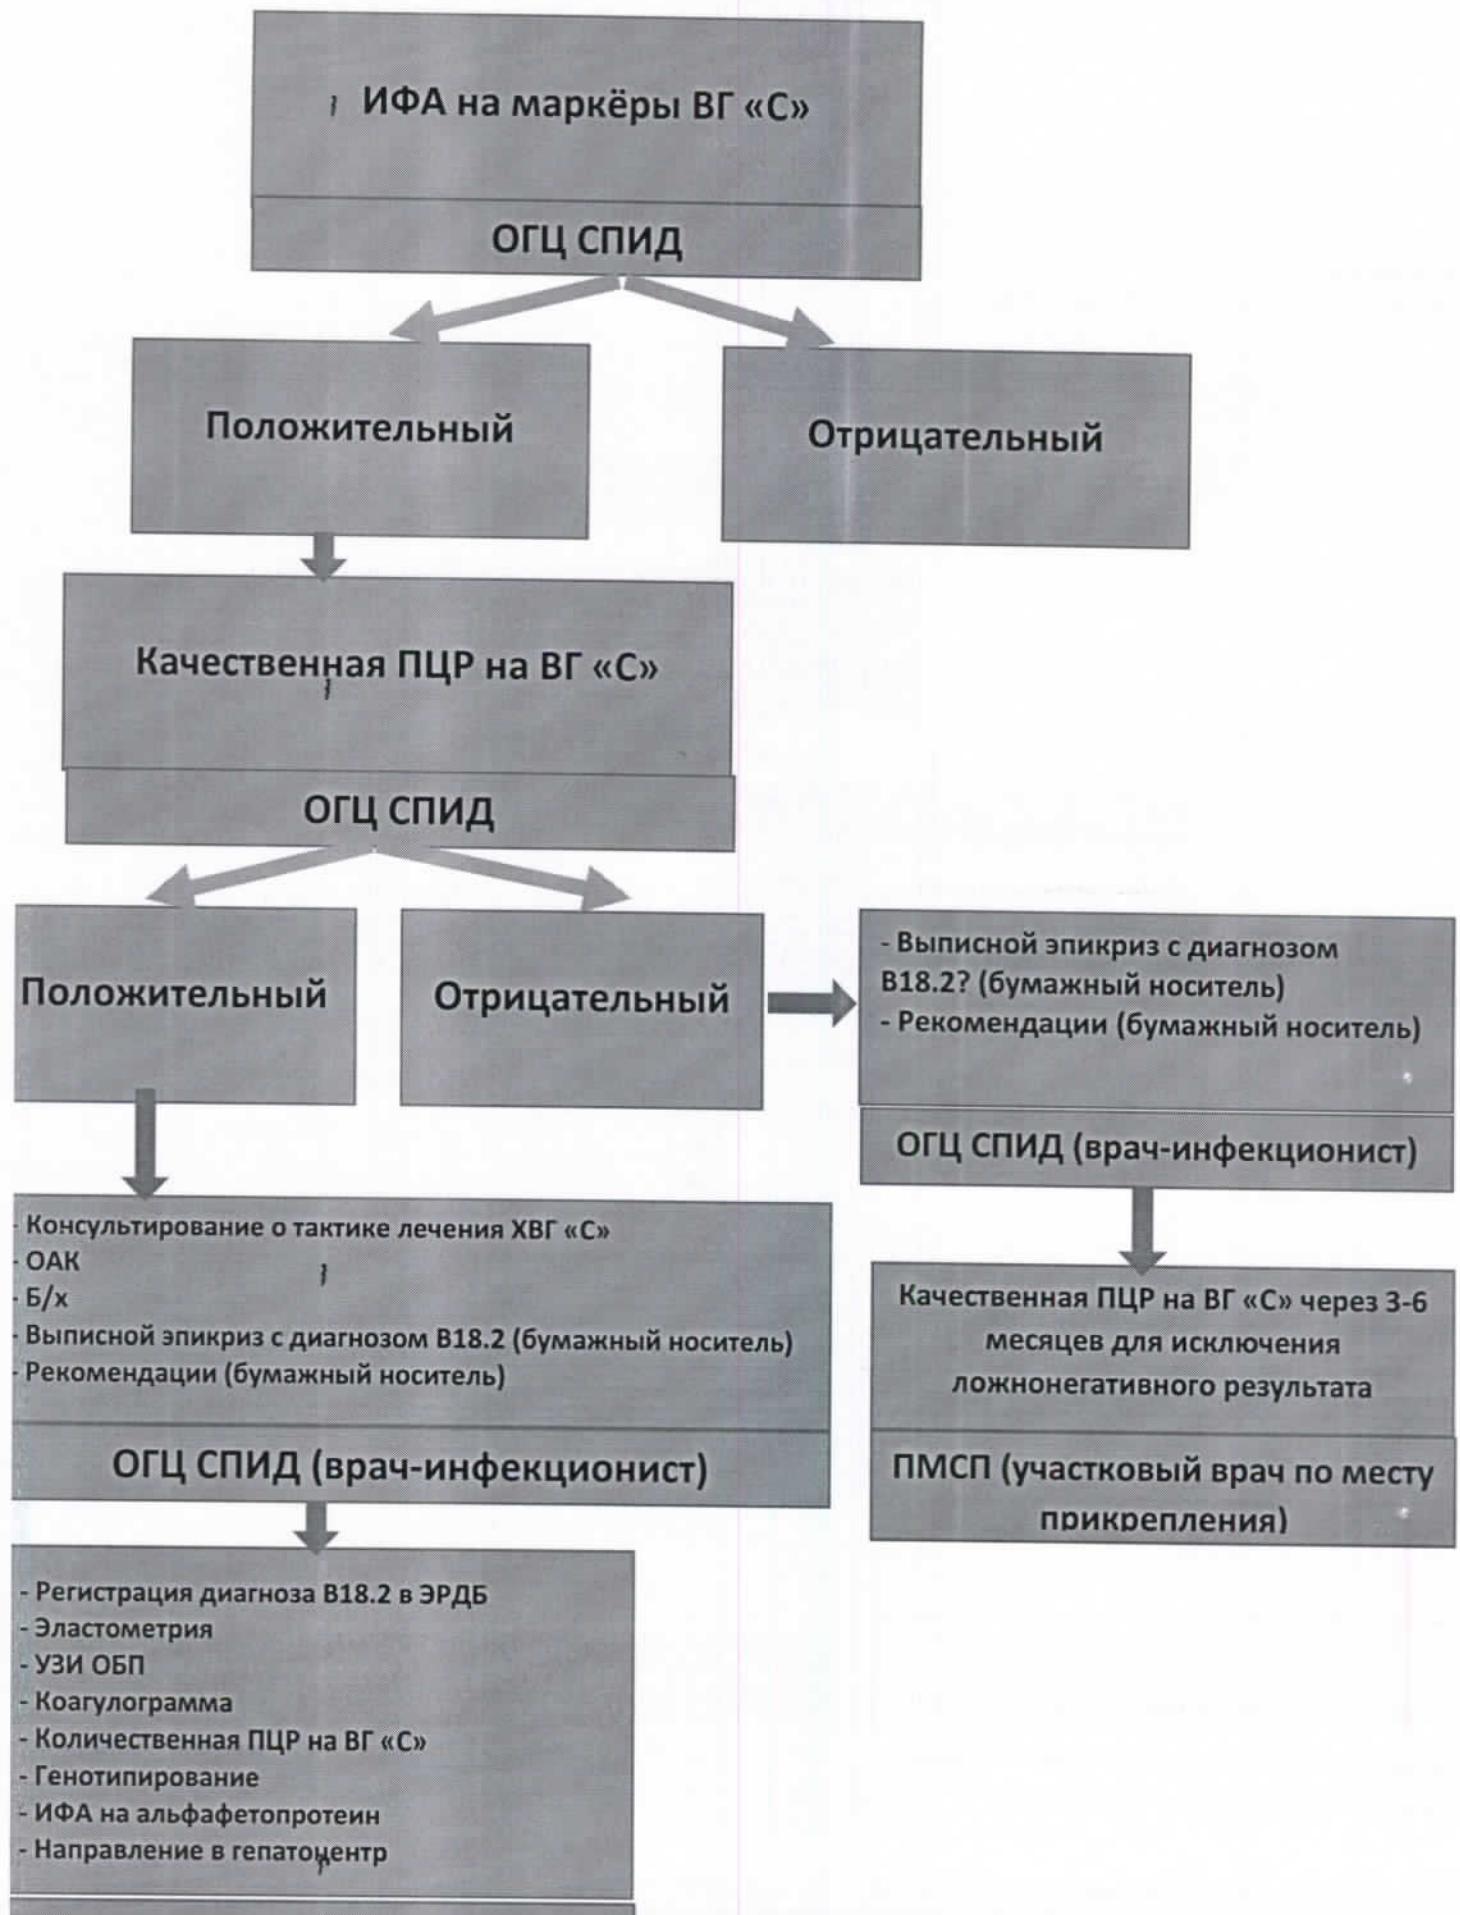 ИФА на маркёры ВГ «С»
ОГЦ СПИД
Положительный
Отрицательный
Качественная ПЦР на ВГ «С»
ОГЦ СПИД
Положительный
Отрицательный
- Выписной эпикриз с диагнозом
В18.2? (бумажный носитель)
- Рекомендации (бумажный носитель)
ОГЦ СПИД (врач-инфекционист)
- Консультирование о тактике лечения ХВГ «С»
- ОАК
- Б/х
- Выписной эпикриз с диагнозом В18.2 (бумажный носитель)
- Рекомендации (бумажный носитель)
ОГЦ СПИД (врач-инфекционист)
Качественная ПЦР на ВГ «С» через 3-6
месяцев для исключения
ложнонегативного результата
ПМСП (участковый врач по месту
прикрепления)
- Регистрация диагноза В18.2 в ЭРДБ
- Эластометрия
- УЗИ ОБП
- Коагулограмма
- Количественная ПЦР на ВГ «С»
- Генотипирование
- ИФА на альфафетопротеин
- Направление в гепатоцентр